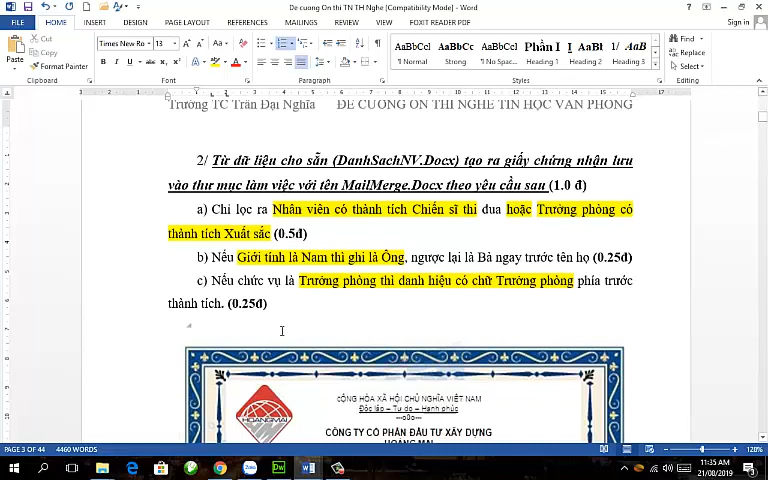 De cuong On thi TN TH Nghe [Compatibility Mode] - Word
Sign in
FILE HOME INSERT DESIGN PAGE LAYOUT REFERENCES MAILINGS REVIEW VIEW FOXIT READER PDF
Paste
Cut
Copy
Format Painter
Clipboard
Times New Ro 13
Font
Paragraph
AaBbCcI AaBbCc AaBbCcI Phần I I AaBt 1/ AaB
¶ Normal Strong ¶ No Spac... Heading 1 Heading 2 Heading 3
Styles
Find
Replace
Select
Editing
Trường TC Trần Đại Nghĩa ĐỀ CƯƠNG ÔN THI NGHỀ TIN HỌC VĂN PHÒNG
2/ Từ dữ liệu cho sẵn (DanhSachNV.Docx) tạo ra giấy chứng nhận lưu
vào thư mục làm việc với tên MailMerge.Docx theo yêu cầu sau (1.0 đ)
a) Chỉ lọc ra Nhân viên có thành tích Chiến sĩ thi dua hoặc Trưởng phòng có
thành tích Xuất sắc (0.5đ)
b) Nếu Giới tính là Nam thì ghi là Ông, ngược lại là Bà ngay trước tên họ (0.25đ)
c) Nếu chức vụ là Trưởng phòng thì danh hiệu có chữ Trưởng phòng phía trước
thành tích. (0.25đ)
HOANGMAI
CỘNG HÒA XÃ HỘI CHỦ NGHĨA VIỆT NAM
Độc lập – Tự do – Hạnh phúc
---o0o---
CÔNG TY CỔ PHẦN ĐẦU TƯ XÂY DỰNG
HOANG MAI
PAGE 3 OF 44 4460 WORDS
128%
11:35 AM
21/08/2019